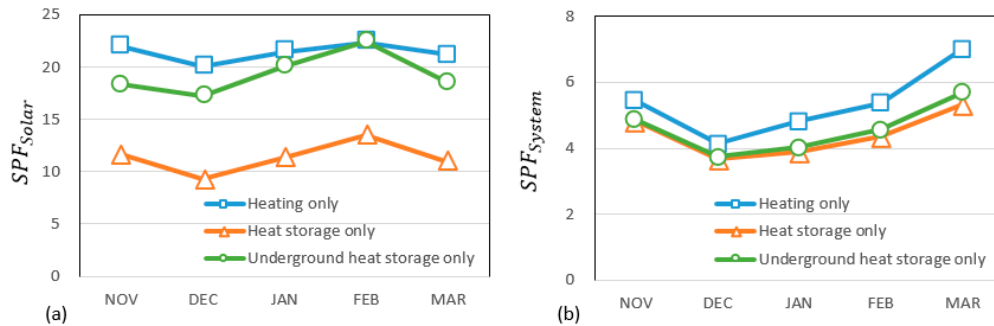 25
20
15
10
5
0
SPF_Solar
Heating only
Heat storage only
Underground heat storage only
NOV DEC JAN FEB MAR
(a)
8
6
4
2
0
SPF_System
Heating only
Heat storage only
Underground heat storage only
NOV DEC JAN FEB MAR
(b)